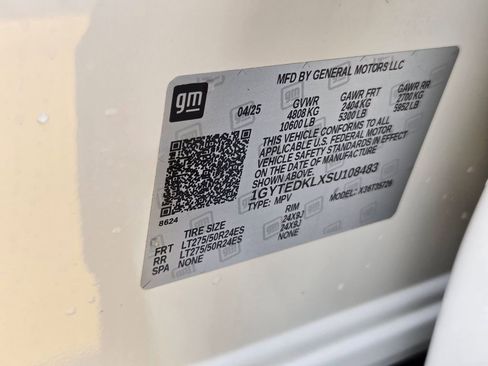 MFD BY GENERAL MOTORS LLC
gm
04/25 GVWR GAWR FRT GAWR RR
4808 KG 2404 KG 2700 KG
10600 LB 5300 LB 5952 LB
THIS VEHICLE CONFORMS TO ALL
APPLICABLE U.S. FEDERAL MOTOR
VEHICLE SAFETY STANDARDS IN EFFECT
ON THE DATE OF MANUFACTURE
1GYTEDKLXSU108483
8624 TYPE: MPV MODEL: X36T35726
TIRE SIZE RIM
FRT LT275/50R24ES 24X9J
RR LT275/50R24ES 24X9J
SPA NONE NONE